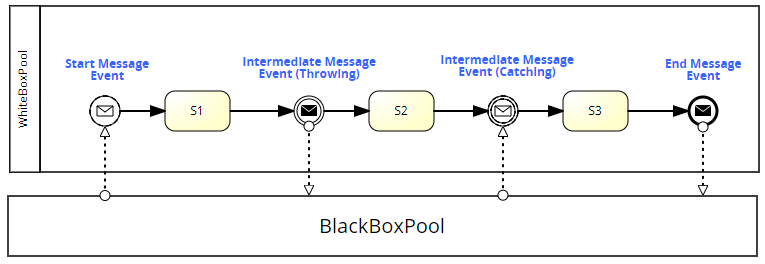 WhiteBoxPool
Start Message
Event
Intermediate Message
Event (Throwing)
Intermediate Message
Event (Catching)
End Message
Event
S1
S2
S3
BlackBoxPool